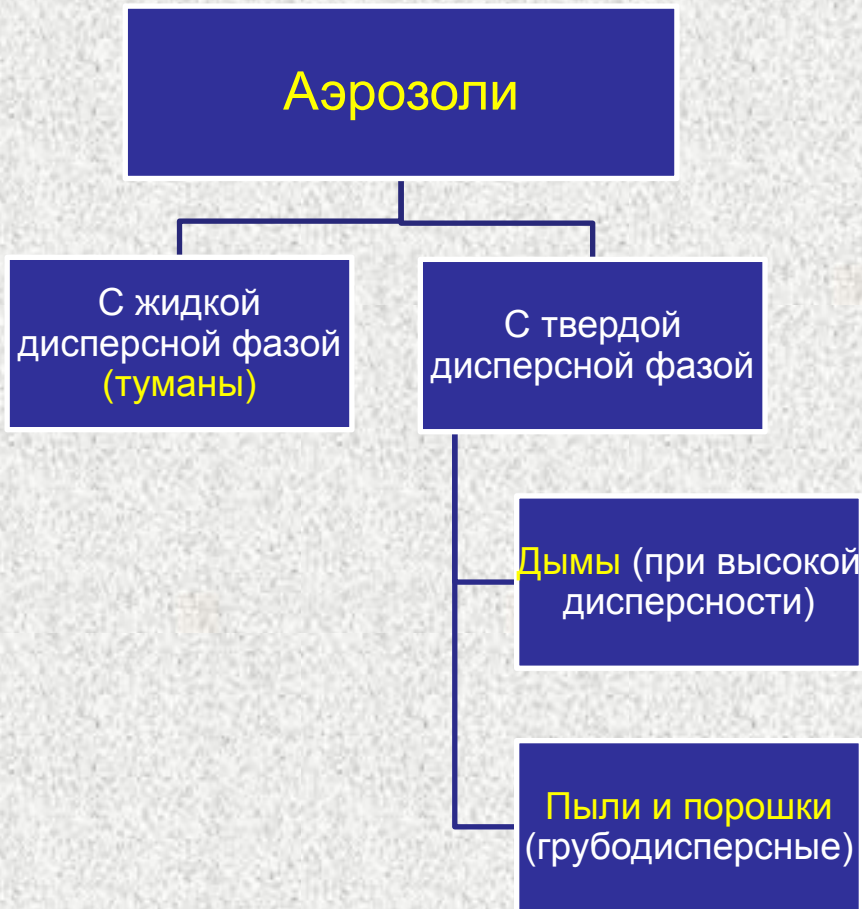 Аэрозоли
С жидкой
дисперсной фазой
(туманы)
С твердой
дисперсной фазой
Дымы (при высокой
дисперсности)
Пыли и порошки
(грубодисперсные)